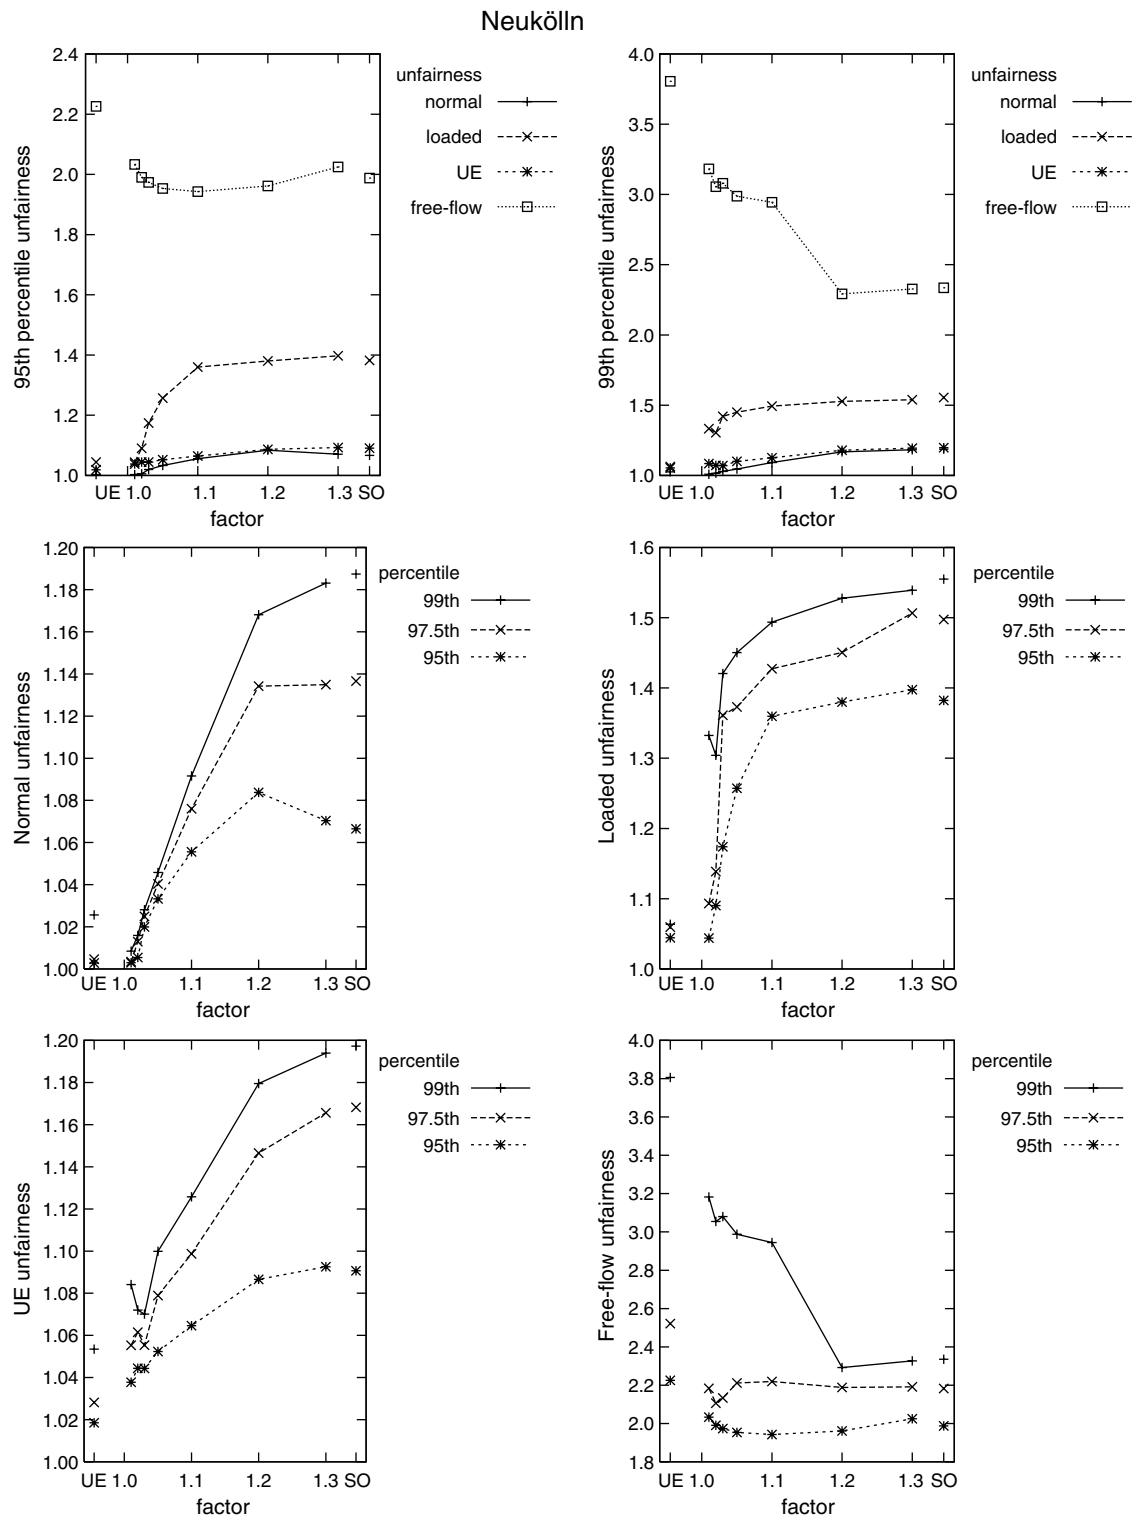 Neukölln
95th percentile unfairness
2.4
2.2
2.0
1.8
1.6
1.4
1.2
1.0
UE 1.0 1.1 1.2 1.3 SO
factor
unfairness
normal
loaded
UE
free-flow
99th percentile unfairness
4.0
3.5
3.0
2.5
2.0
1.5
1.0
UE 1.0 1.1 1.2 1.3 SO
factor
unfairness
normal
loaded
UE
free-flow
Normal unfairness
1.20
1.18
1.16
1.14
1.12
1.10
1.08
1.06
1.04
1.02
1.00
UE 1.0 1.1 1.2 1.3 SO
factor
percentile
99th
97.5th
95th
Loaded unfairness
1.6
1.5
1.4
1.3
1.2
1.1
1.0
UE 1.0 1.1 1.2 1.3 SO
factor
percentile
99th
97.5th
95th
UE unfairness
1.20
1.18
1.16
1.14
1.12
1.10
1.08
1.06
1.04
1.02
1.00
UE 1.0 1.1 1.2 1.3 SO
factor
percentile
99th
97.5th
95th
Free-flow unfairness
4.0
3.8
3.6
3.4
3.2
3.0
2.8
2.6
2.4
2.2
2.0
1.8
UE 1.0 1.1 1.2 1.3 SO
factor
percentile
99th
97.5th
95th